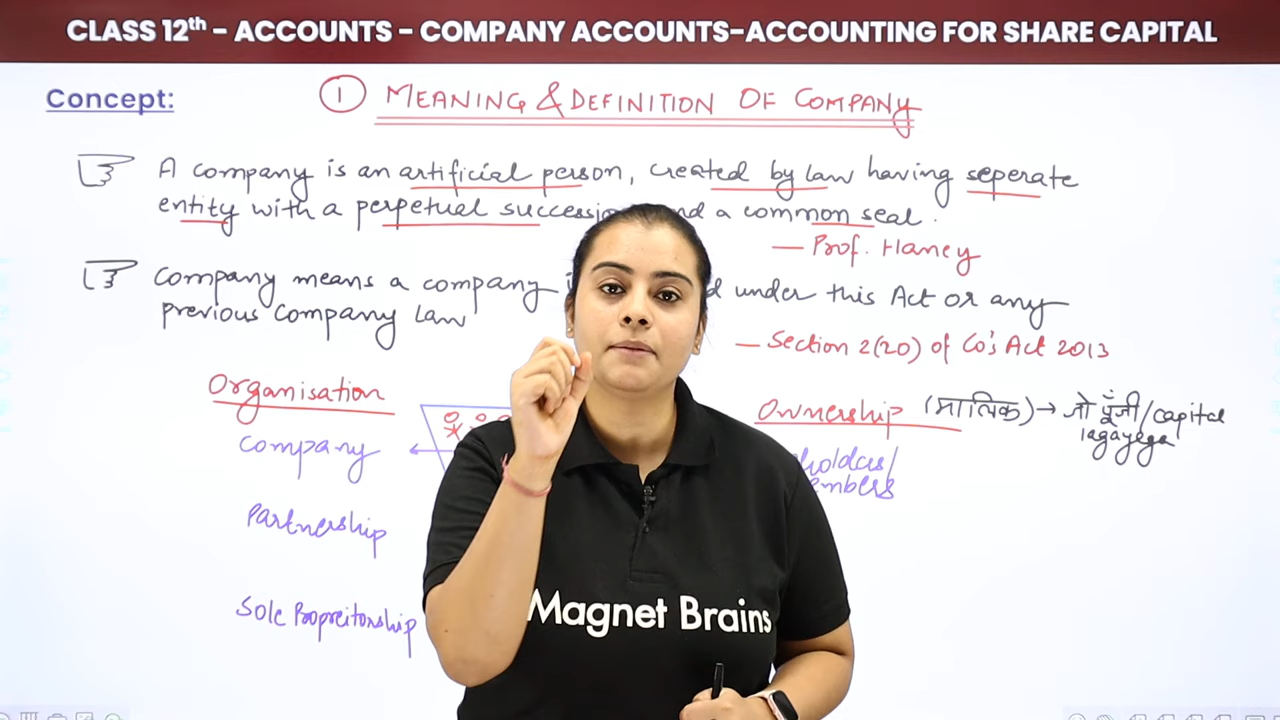 CLASS 12th - ACCOUNTS - COMPANY ACCOUNTS-ACCOUNTING FOR SHARE CAPITAL
Concept:
1 MEANING & DEFINITION OF COMPANY
A company is an artificial person, created by law having seperate
entity with a perpetual succession and a common seal.
— Prof. Haney
Company means a company under this Act or any
previous Company Law
— Section 2(20) of Co's Act 2013
Organisation
Ownership (मालिक) → जो पूंजी/capital
lagayega
Company
holders/
members
Partnership
Sole Propreitorship
Magnet Brains